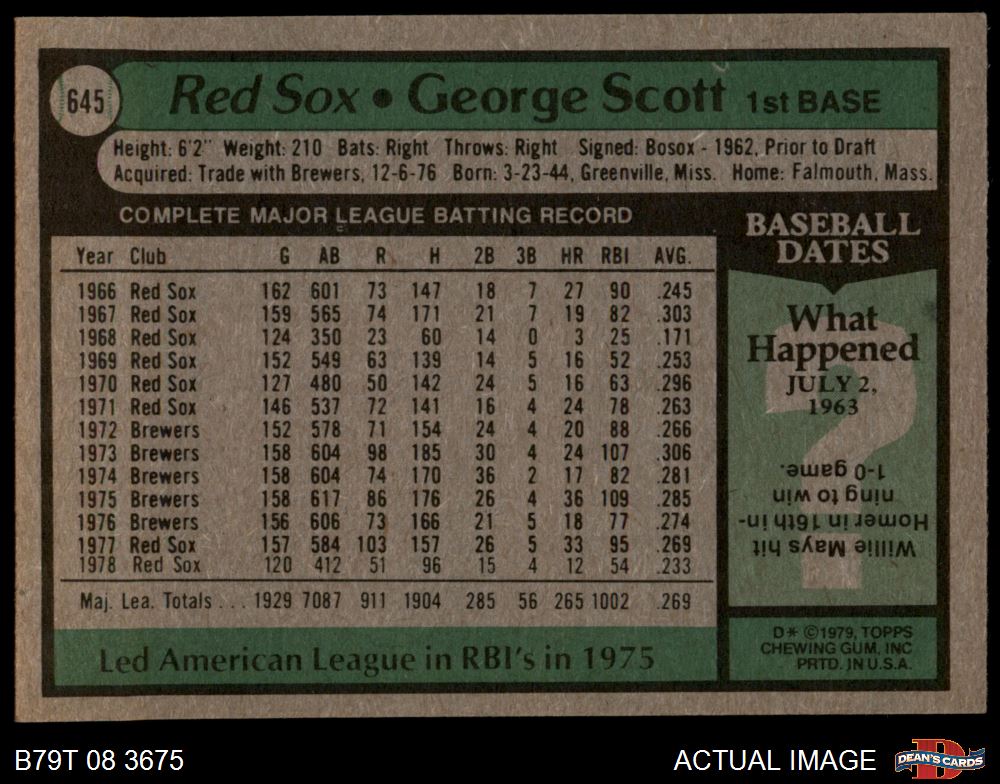 645
Red Sox • George Scott 1st BASE
Height: 6'2" Weight: 210 Bats: Right Throws: Right Signed: Bosox - 1962, Prior to Draft
Acquired: Trade with Brewers, 12-6-76 Born: 3-23-44, Greenville, Miss. Home: Falmouth, Mass.
COMPLETE MAJOR LEAGUE BATTING RECORD
Year Club G AB R H 2B 3B HR RBI AVG.
1966 Red Sox 162 601 73 147 18 7 27 90 .245
1967 Red Sox 159 565 74 171 21 7 19 82 .303
1968 Red Sox 124 350 23 60 14 0 3 25 .171
1969 Red Sox 152 549 63 139 14 5 16 52 .253
1970 Red Sox 127 480 50 142 24 5 16 63 .296
1971 Red Sox 146 537 72 141 16 4 24 78 .263
1972 Brewers 152 578 71 154 24 4 20 88 .266
1973 Brewers 158 604 98 185 30 4 24 107 .306
1974 Brewers 158 604 74 170 36 2 17 82 .281
1975 Brewers 158 617 86 176 26 4 36 109 .285
1976 Brewers 156 606 73 166 21 5 18 77 .274
1977 Red Sox 157 584 103 157 26 5 33 95 .269
1978 Red Sox 120 412 51 96 15 4 12 54 .233
Maj. Lea. Totals . . . 1929 7087 911 1904 285 56 265 1002 .269
Led American League in RBI's in 1975
BASEBALL
DATES
What
Happened
JULY 2,
1963
?
Willie Mays hit
Homer in 16th in-
ning to win
1-0 game.
D* ©1979, TOPPS
CHEWING GUM, INC
PRTD. IN U.S.A.
B79T 08 3675
ACTUAL IMAGE
D
DEAN'S CARDS